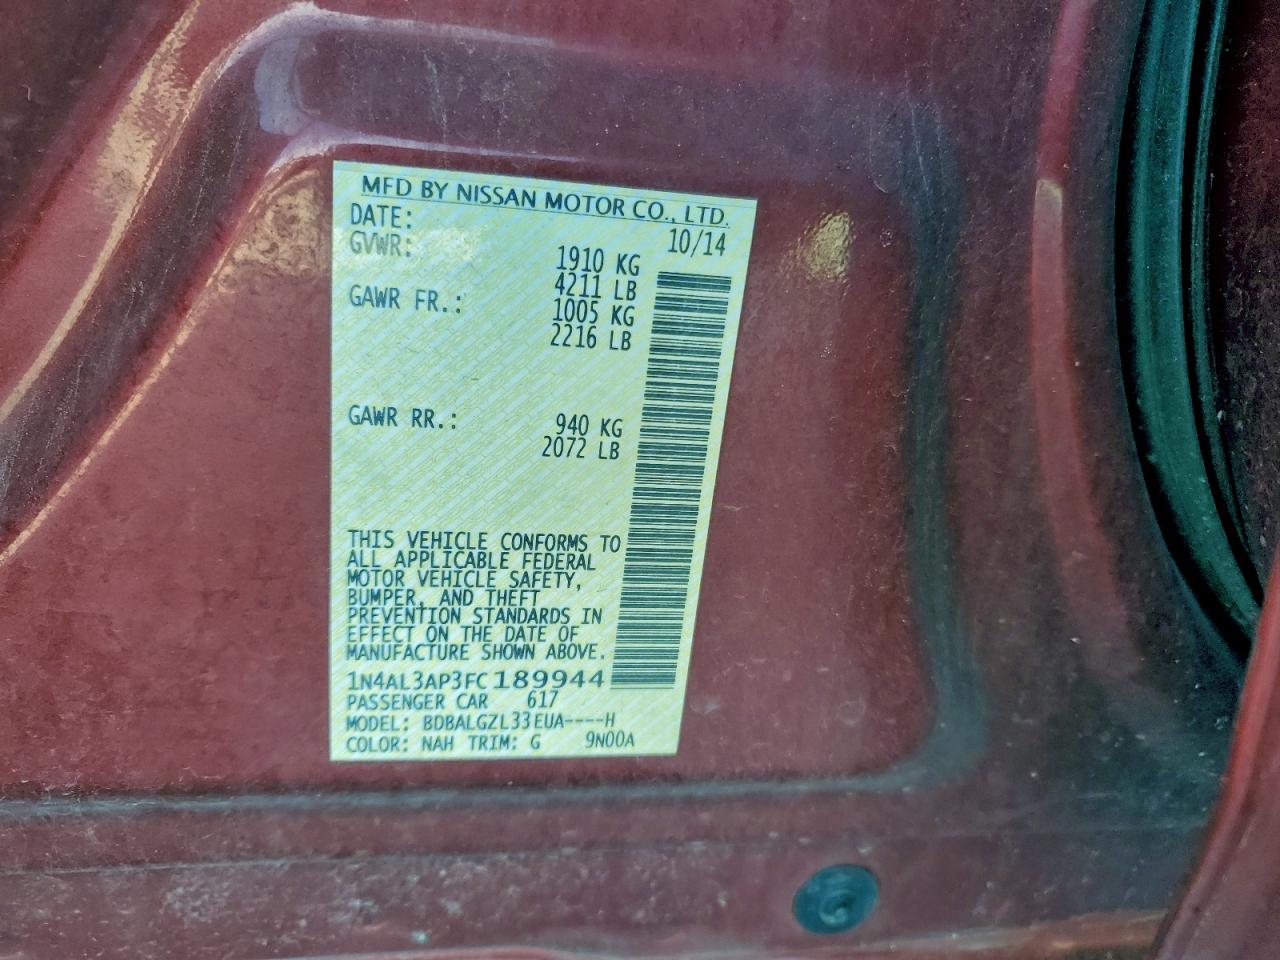 MFD BY NISSAN MOTOR CO., LTD.
DATE: 10/14
GVWR: 1910 KG
4211 LB
GAWR FR.: 1005 KG
2216 LB
GAWR RR.: 940 KG
2072 LB
THIS VEHICLE CONFORMS TO
ALL APPLICABLE FEDERAL
MOTOR VEHICLE SAFETY,
BUMPER, AND THEFT
PREVENTION STANDARDS IN
EFFECT ON THE DATE OF
MANUFACTURE SHOWN ABOVE.
1N4AL3AP3FC189944
PASSENGER CAR 617
MODEL: BDBALGZL33EUA----H
COLOR: NAH TRIM: G 9N00A